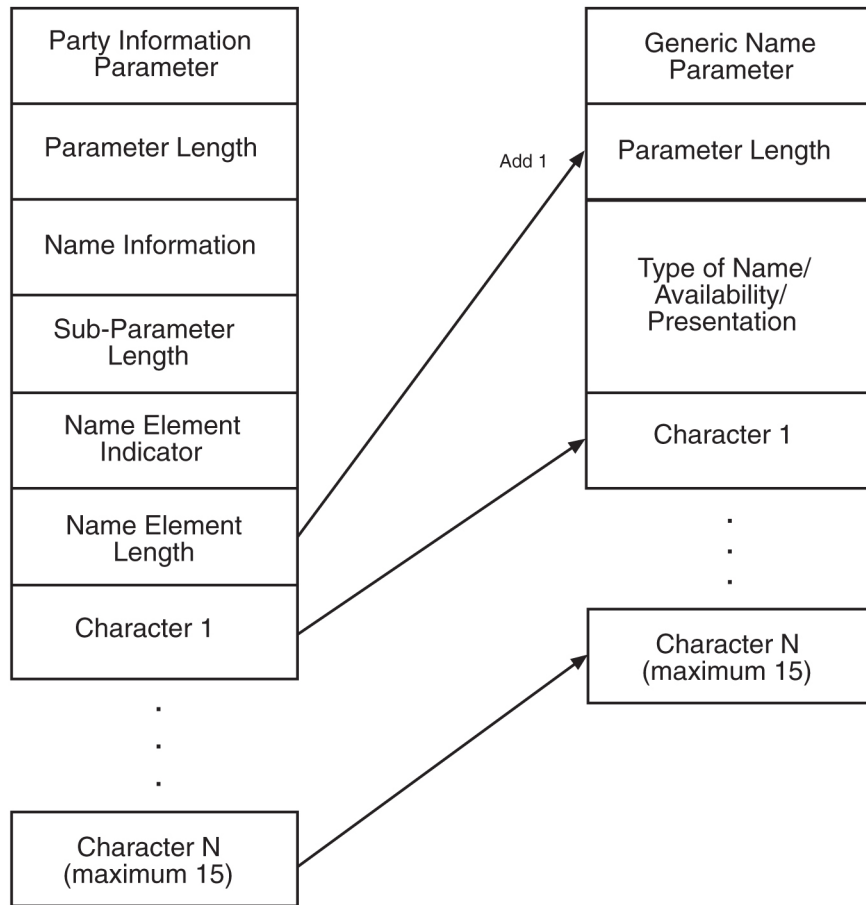 Party Information
Parameter
Parameter Length
Name Information
Sub-Parameter
Length
Name Element
Indicator
Name Element
Length
Character 1
.
.
.
Character N
(maximum 15)
Add 1
Generic Name
Parameter
Parameter Length
Type of Name/
Availability/
Presentation
Character 1
.
.
.
Character N
(maximum 15)